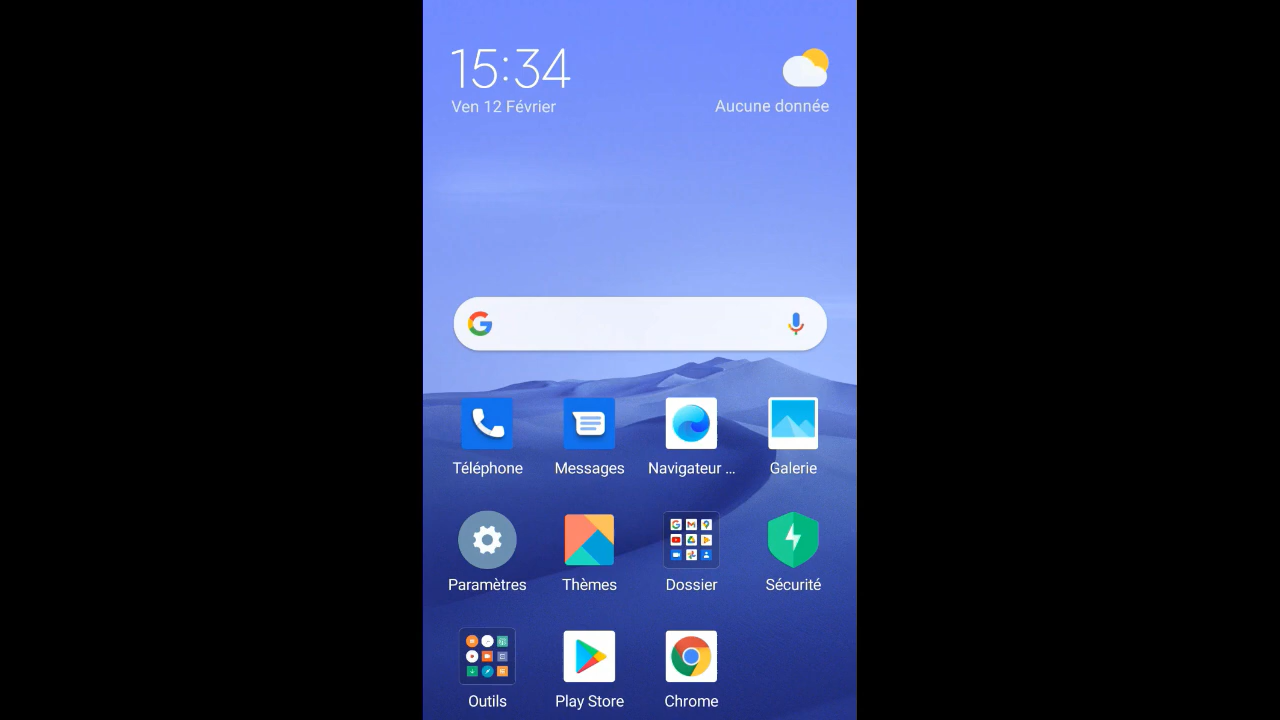 15:34
Ven 12 Février
Aucune donnée
Téléphone
Messages
Navigateur ...
Galerie
Paramètres
Thèmes
Dossier
Sécurité
Outils
Play Store
Chrome